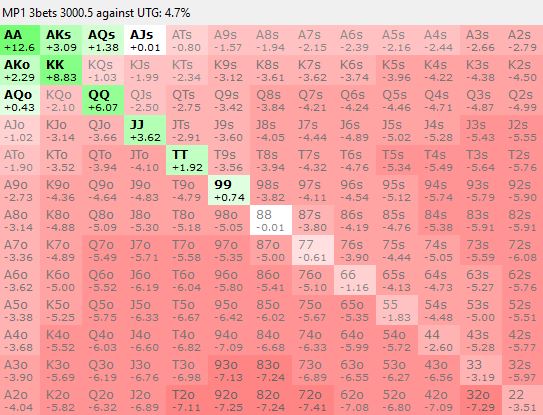 MP1 3bets 3000.5 against UTG: 4.7%
AA AKs AQs AJs ATs A9s A8s A7s A6s A5s A4s A3s A2s
+12.6 +3.09 +1.38 +0.01 -0.80 -1.57 -1.94 -2.15 -2.39 -2.16 -2.44 -2.66 -2.79
AKo KK KQs KJs KTs K9s K8s K7s K6s K5s K4s K3s K2s
+2.29 +8.83 -1.03 -1.99 -2.34 -3.12 -3.61 -3.62 -3.74 -3.96 -4.22 -4.38 -4.50
AQo KQo QQ QJs QTs Q9s Q8s Q7s Q6s Q5s Q4s Q3s Q2s
+0.43 -2.10 +6.07 -2.50 -2.75 -3.42 -3.84 -4.21 -4.24 -4.46 -4.71 -4.87 -4.99
AJo KJo QJo JJ JTs J9s J8s J7s J6s J5s J4s J3s J2s
-1.02 -3.14 -3.66 +3.62 -2.91 -3.60 -4.05 -4.44 -4.89 -5.02 -5.28 -5.43 -5.55
ATo KTo QTo JTo TT T9s T8s T7s T6s T5s T4s T3s T2s
-1.90 -3.52 -3.94 -4.10 +1.92 -3.56 -3.94 -4.32 -4.76 -5.34 -5.49 -5.64 -5.76
A9o K9o Q9o J9o T9o 99 98s 97s 96s 95s 94s 93s 92s
-2.73 -4.36 -4.64 -4.83 -4.79 +0.74 -3.82 -4.11 -4.54 -5.12 -5.74 -5.79 -5.90
A8o K8o Q8o J8o T8o 98o 88 87s 86s 85s 84s 83s 82s
-3.14 -4.88 -5.09 -5.30 -5.18 -5.05 -0.01 -3.80 -4.19 -4.76 -5.38 -5.91 -5.91
A7o K7o Q7o J7o T7o 97o 87o 77 76s 75s 74s 73s 72s
-3.36 -4.89 -5.49 -5.71 -5.58 -5.35 -5.00 -0.61 -3.90 -4.44 -5.05 -5.59 -6.08
A6o K6o Q6o J6o T6o 96o 86o 76o 66 65s 64s 63s 62s
-3.62 -5.00 -5.52 -6.19 -6.04 -5.80 -5.41 -5.10 -1.16 -4.13 -4.73 -5.27 -5.76
A5o K5o Q5o J5o T5o 95o 85o 75o 65o 55 54s 53s 52s
-3.38 -5.25 -5.75 -6.33 -6.67 -6.42 -6.02 -5.67 -5.35 -1.83 -4.48 -5.00 -5.51
A4o K4o Q4o J4o T4o 94o 84o 74o 64o 54o 44 43s 42s
-3.68 -5.52 -6.03 -6.60 -6.82 -7.09 -6.68 -6.33 -5.99 -5.72 -2.60 -5.28 -5.77
A3o K3o Q3o J3o T3o 93o 83o 73o 63o 53o 43o 33 32s
-3.90 -5.69 -6.19 -6.76 -6.98 -7.13 -7.24 -6.89 -6.55 -6.27 -6.56 -3.19 -5.97
A2o K2o Q2o J2o T2o 92o 82o 72o 62o 52o 42o 32o 22
-4.04 -5.82 -6.32 -6.89 -7.11 -7.25 -7.24 -7.41 -7.08 -6.80 -7.09 -7.30 -3.51